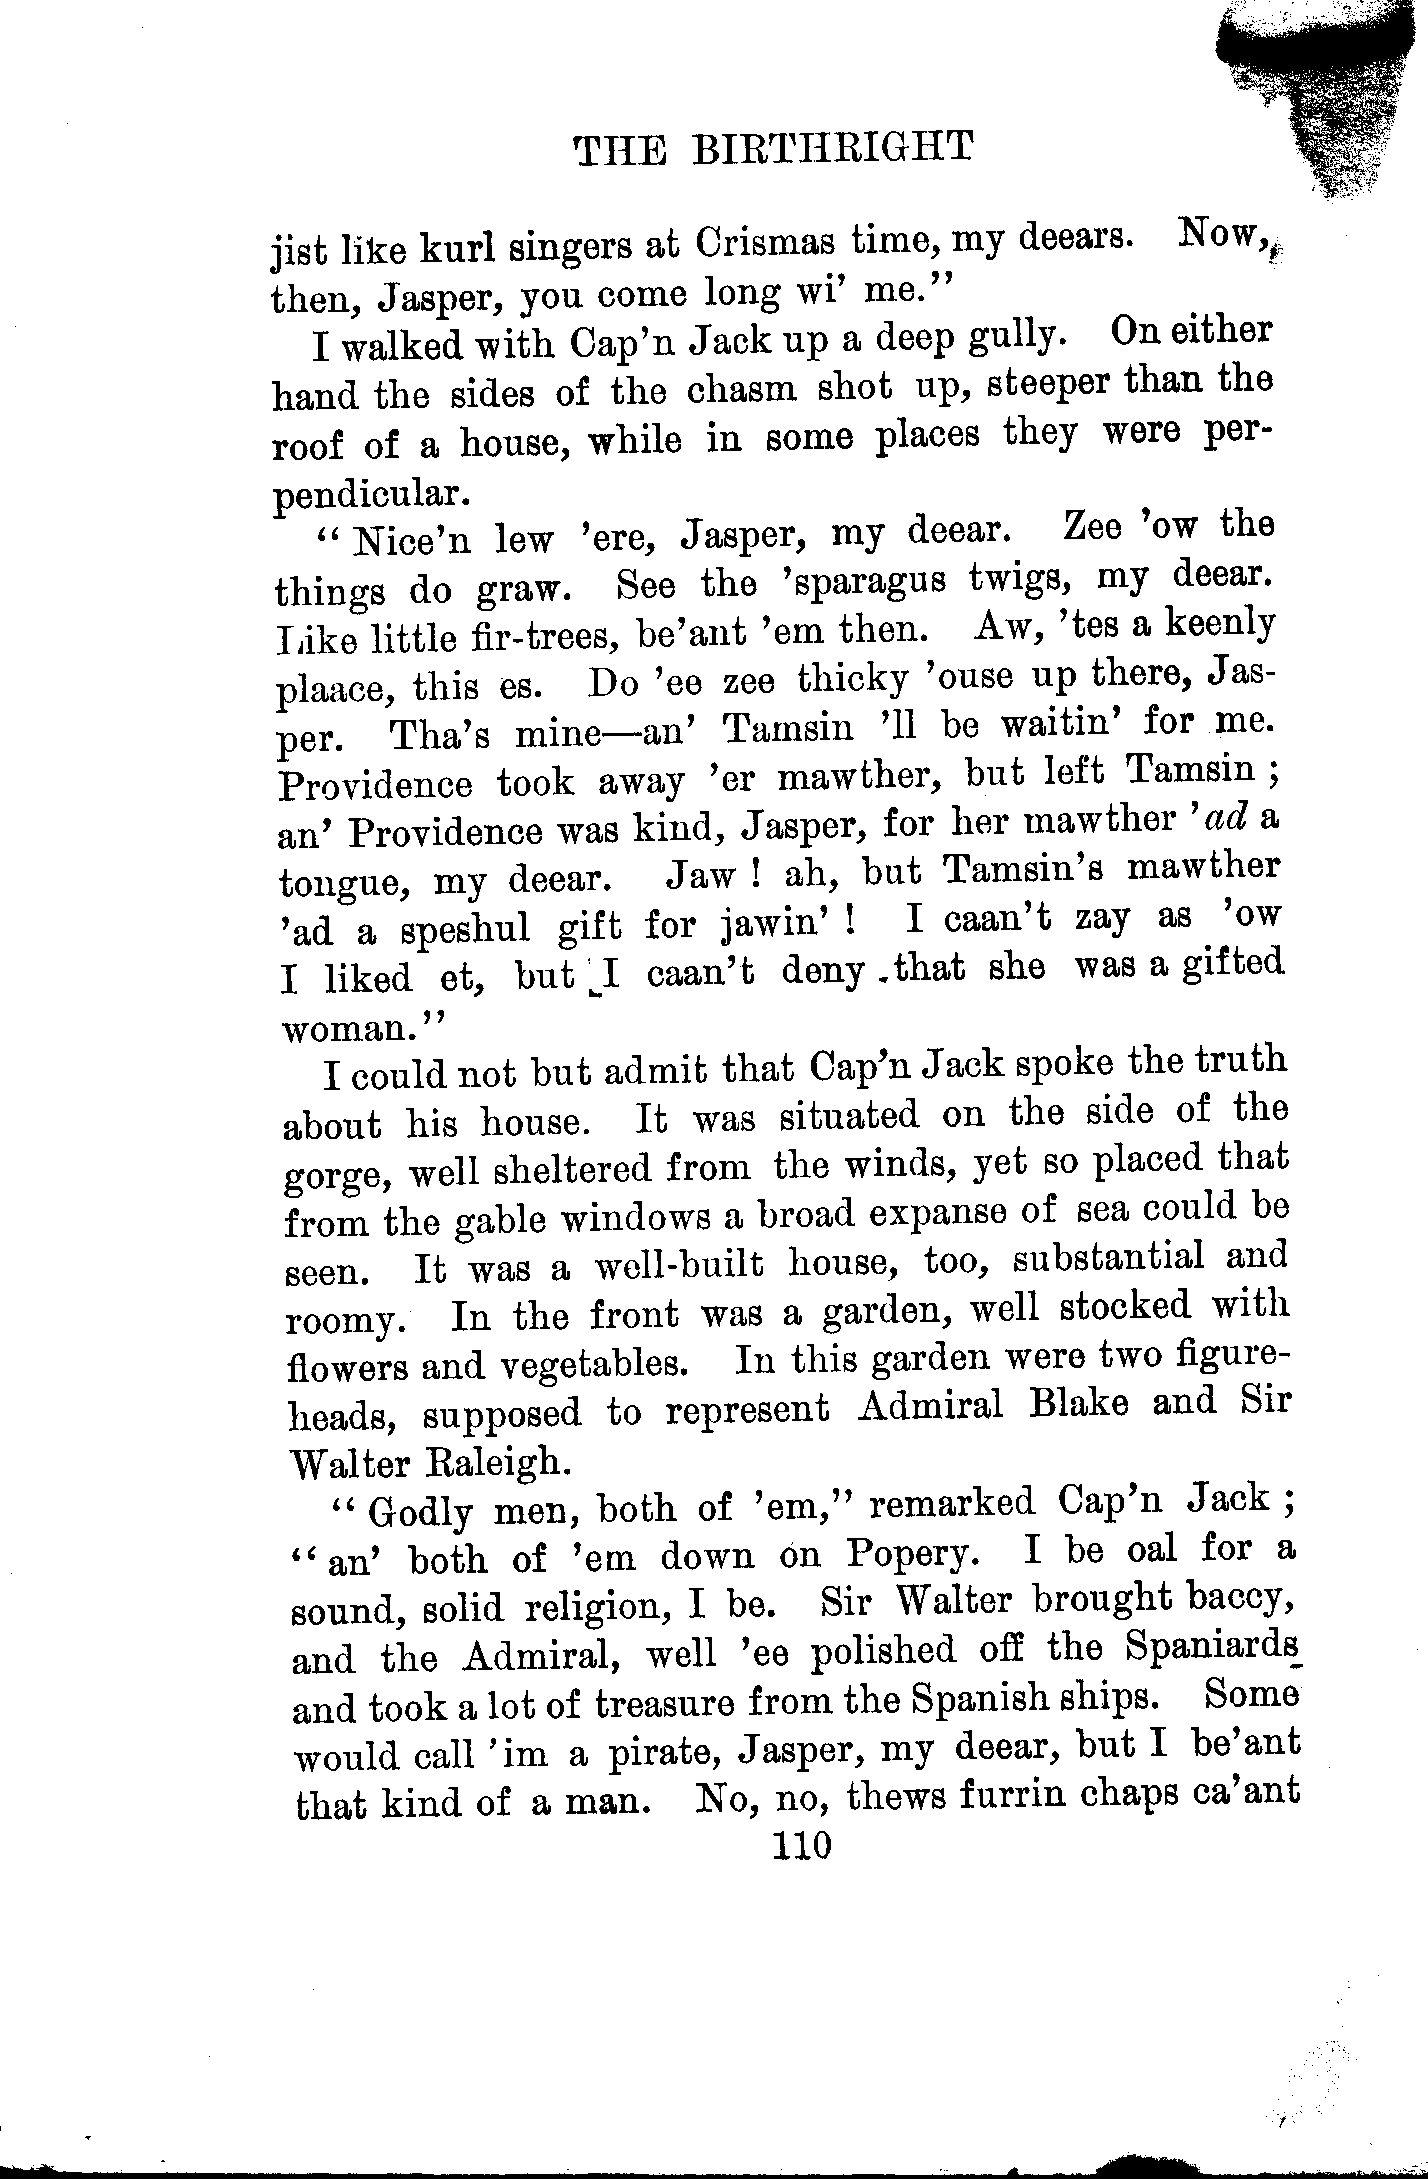 THE BIRTHRIGHT
jist like kurl singers at Crismas time, my deears. Now,
then, Jasper, you come long wi' me."
I walked with Cap'n Jack up a deep gully. On either
hand the sides of the chasm shot up, steeper than the
roof of a house, while in some places they were per-
pendicular.
" Nice'n lew 'ere, Jasper, my deear. Zee 'ow the
things do graw. See the 'sparagus twigs, my deear.
Like little fir-trees, be'ant 'em then. Aw, 'tes a keenly
plaace, this es. Do 'ee zee thicky 'ouse up there, Jas-
per. Tha's mine—an' Tamsin 'll be waitin' for me.
Providence took away 'er mawther, but left Tamsin ;
an' Providence was kind, Jasper, for her mawther 'ad a
tongue, my deear. Jaw ! ah, but Tamsin's mawther
'ad a speshul gift for jawin' ! I caan't zay as 'ow
I liked et, but I caan't deny that she was a gifted
woman."
I could not but admit that Cap'n Jack spoke the truth
about his house. It was situated on the side of the
gorge, well sheltered from the winds, yet so placed that
from the gable windows a broad expanse of sea could be
seen. It was a well-built house, too, substantial and
roomy. In the front was a garden, well stocked with
flowers and vegetables. In this garden were two figure-
heads, supposed to represent Admiral Blake and Sir
Walter Raleigh.
" Godly men, both of 'em," remarked Cap'n Jack ;
" an' both of 'em down on Popery. I be oal for a
sound, solid religion, I be. Sir Walter brought baccy,
and the Admiral, well 'ee polished off the Spaniards
and took a lot of treasure from the Spanish ships. Some
would call 'im a pirate, Jasper, my deear, but I be'ant
that kind of a man. No, no, thews furrin chaps ca'ant
110